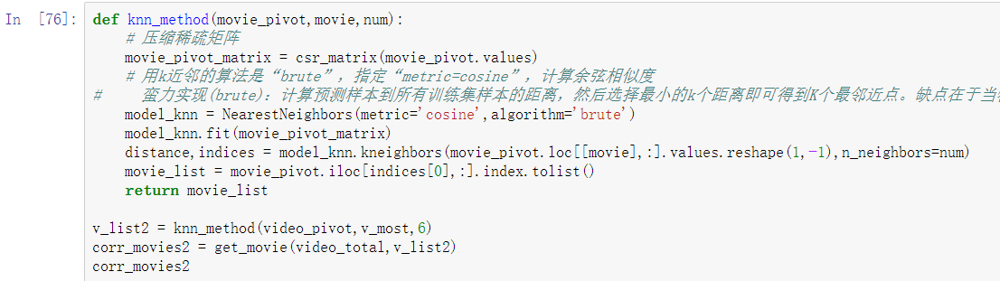 In [76]: def knn_method(movie_pivot,movie,num):
    # 压缩稀疏矩阵
    movie_pivot_matrix = csr_matrix(movie_pivot.values)
    # 用k近邻的算法是“brute”，指定“metric=cosine”，计算余弦相似度
#     蛮力实现(brute)：计算预测样本到所有训练集样本的距离，然后选择最小的k个距离即可得到K个最邻近点。缺点在于当
    model_knn = NearestNeighbors(metric='cosine',algorithm='brute')
    model_knn.fit(movie_pivot_matrix)
    distance,indices = model_knn.kneighbors(movie_pivot.loc[[movie],:].values.reshape(1,-1),n_neighbors=num)
    movie_list = movie_pivot.iloc[indices[0],:].index.tolist()
    return movie_list
v_list2 = knn_method(video_pivot,v_most,6)
corr_movies2 = get_movie(video_total,v_list2)
corr_movies2